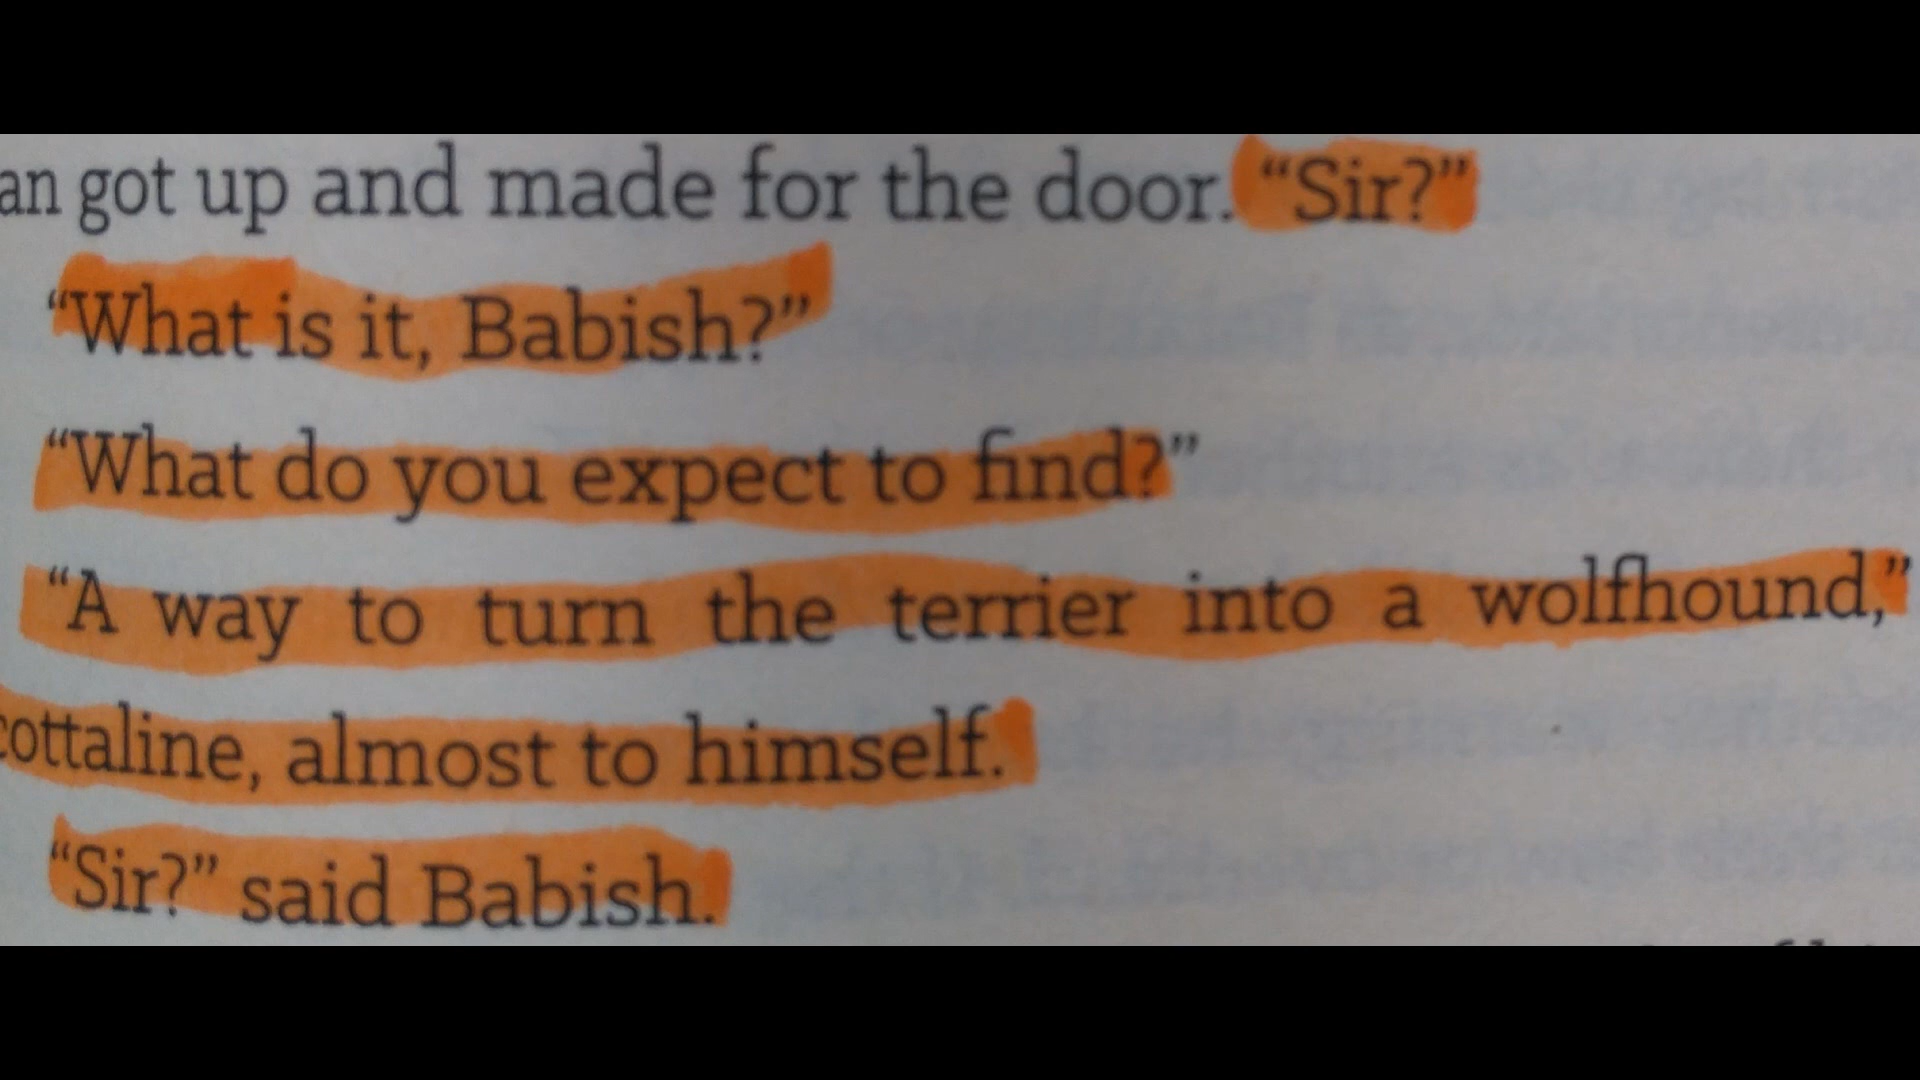 an got up and made for the door. “Sir?”
“What is it, Babish?”
“What do you expect to find?”
“A way to turn the terrier into a wolfhound,”
cottaline, almost to himself.
“Sir?” said Babish.